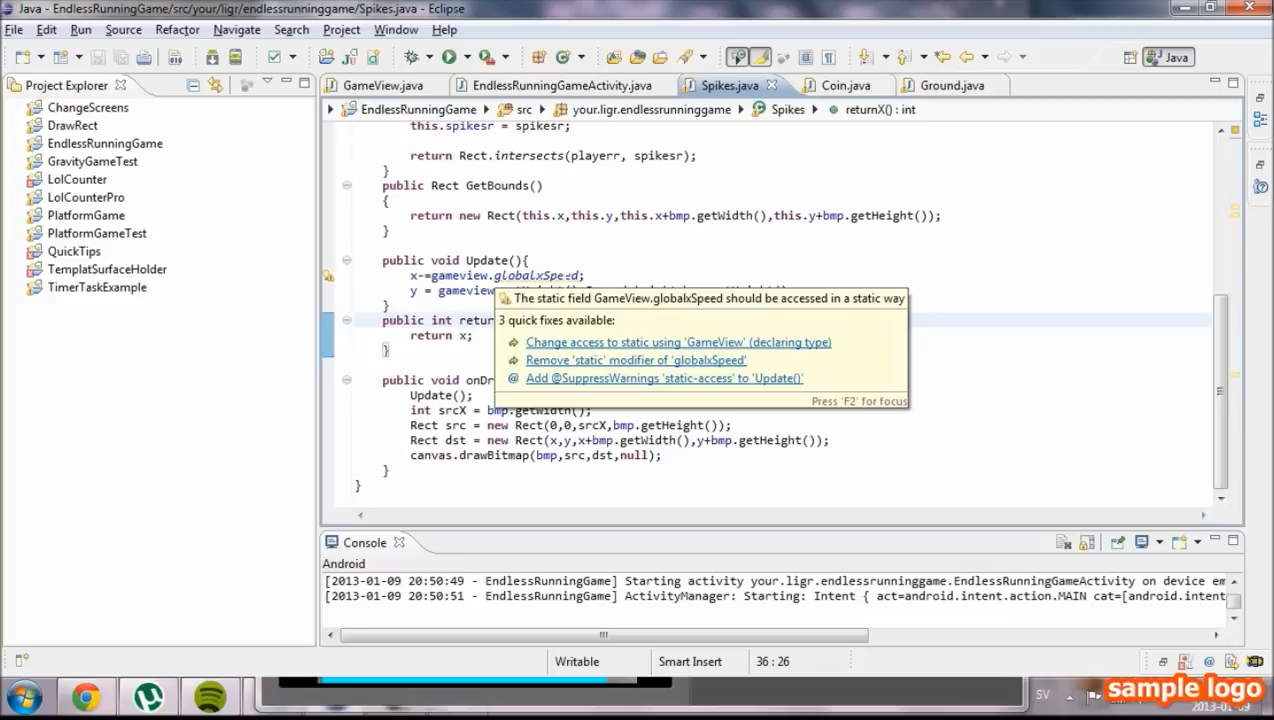 Java - EndlessRunningGame/src/your/ligr/endlessrunninggame/Spikes.java - Eclipse
File Edit Run Source Refactor Navigate Search Project Window Help
Java
Project Explorer
ChangeScreens
DrawRect
EndlessRunningGame
GravityGameTest
LolCounter
LolCounterPro
PlatformGame
PlatformGameTest
QuickTips
TemplatSurfaceHolder
TimerTaskExample
GameView.java EndlessRunningGameActivity.java Spikes.java Coin.java Ground.java
EndlessRunningGame src your.ligr.endlessrunninggame Spikes returnX() : int
this.spikesr = spikesr;
return Rect.intersects(playerr, spikesr);
}
public Rect GetBounds()
{
return new Rect(this.x,this.y,this.x+bmp.getWidth(),this.y+bmp.getHeight());
}
public void Update(){
x-=gameview.globalxSpeed;
y = gameview
}
public int retur
return x;
}
public void onDr
Update();
int srcX = bmp.getWidth();
Rect src = new Rect(0,0,srcX,bmp.getHeight());
Rect dst = new Rect(x,y,x+bmp.getWidth(),y+bmp.getHeight());
canvas.drawBitmap(bmp,src,dst,null);
}
}
The static field GameView.globalxSpeed should be accessed in a static way
3 quick fixes available:
Change access to static using 'GameView' (declaring type)
Remove 'static' modifier of 'globalxSpeed'
Add @SuppressWarnings 'static-access' to 'Update()'
Press 'F2' for focus
Console
Android
[2013-01-09 20:50:49 - EndlessRunningGame] Starting activity your.ligr.endlessrunninggame.EndlessRunningGameActivity on device em
[2013-01-09 20:50:51 - EndlessRunningGame] ActivityManager: Starting: Intent { act=android.intent.action.MAIN cat=[android.intent
Writable Smart Insert 36 : 26
SV
sample logo
2013-01-09